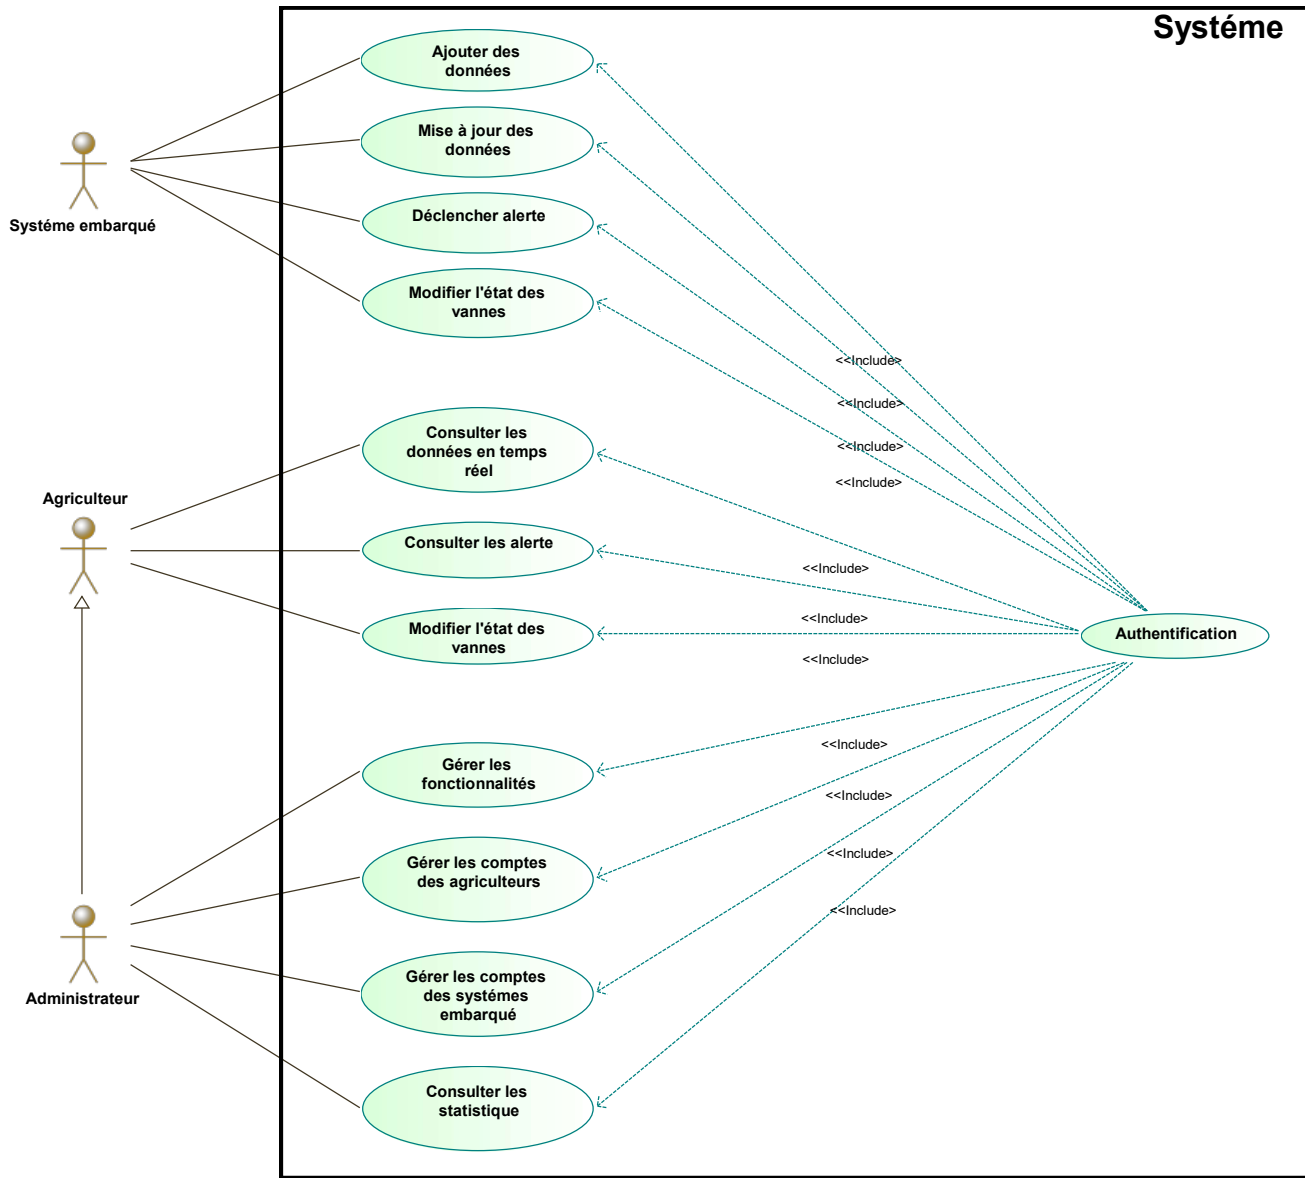 Systéme
Ajouter des
données
Mise à jour des
données
Systéme embarqué
Déclencher alerte
Modifier l'état des
vannes
<<Include>
<<Include>
<<Include>
<<Include>
Agriculteur
Consulter les
données en temps
réel
Consulter les alerte
<<Include>
Modifier l'état des
vannes
<<Include>
<<Include>
Authentification
Gérer les
fonctionnalités
<<Include>
<<Include>
Gérer les comptes
des agriculteurs
<<Include>
<<Include>
Administrateur
Gérer les comptes
des systémes
embarqué
Consulter les
statistique